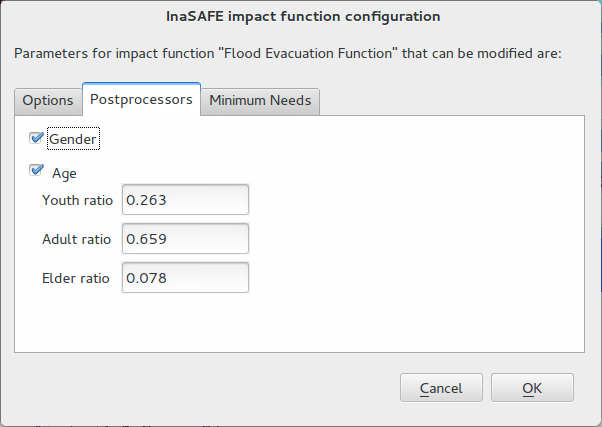 InaSAFE impact function configuration
Parameters for impact function "Flood Evacuation Function" that can be modified are:
Options Postprocessors Minimum Needs
Gender
Age
Youth ratio 0.263
Adult ratio 0.659
Elder ratio 0.078
Cancel OK